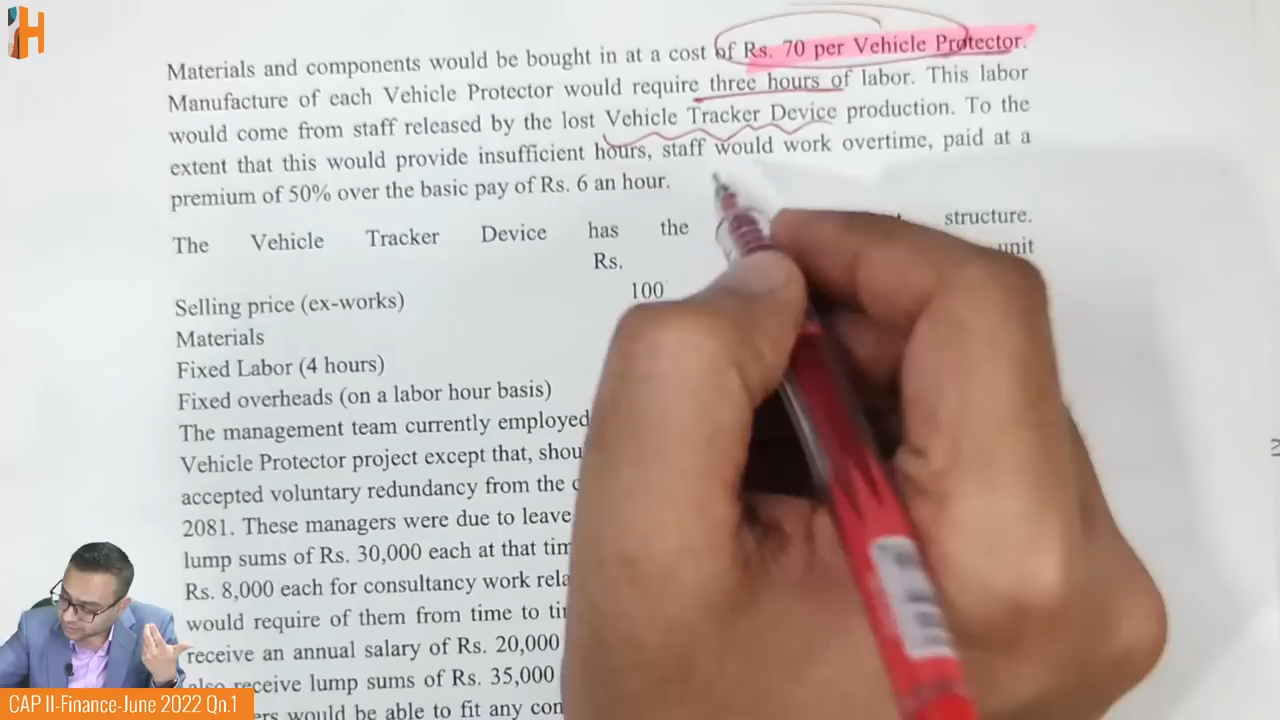 H
Materials and components would be bought in at a cost of Rs. 70 per Vehicle Protector.
Manufacture of each Vehicle Protector would require three hours of labor. This labor
would come from staff released by the lost Vehicle Tracker Device production. To the
extent that this would provide insufficient hours, staff would work overtime, paid at a
premium of 50% over the basic pay of Rs. 6 an hour.
The Vehicle Tracker Device has the structure.
Rs. unit
Selling price (ex-works) 100
Materials
Fixed Labor (4 hours)
Fixed overheads (on a labor hour basis)
The management team currently employed
Vehicle Protector project except that,
accepted voluntary redundancy from the
2081. These managers were due to leave
lump sums of Rs. 30,000 each at that
Rs. 8,000 each for consultancy work
would require of them from time to
receive an annual salary of Rs. 20,000
also receive lump sums of Rs. 35,000
would be able to fit any
CAP II-Finance-June 2022 Qn.1